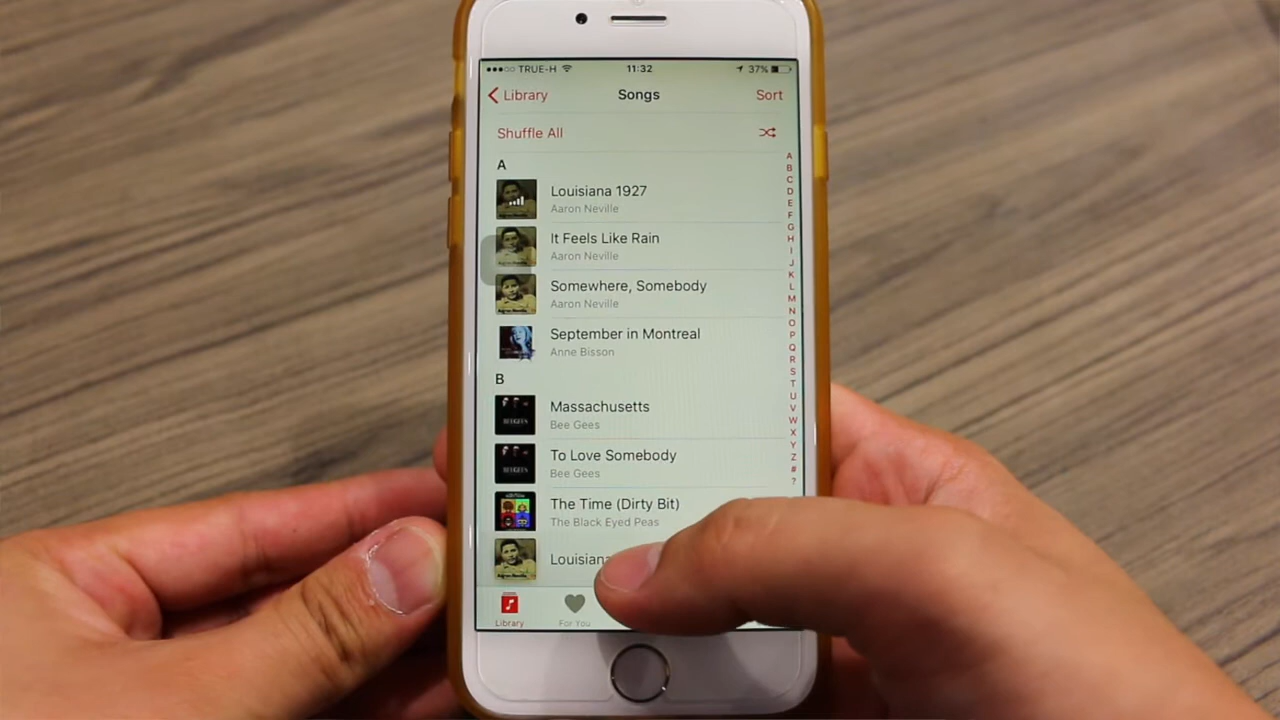 TRUE-H 11:32 37%
Library Songs Sort
Shuffle All
A
Louisiana 1927
Aaron Neville
It Feels Like Rain
Aaron Neville
Somewhere, Somebody
Aaron Neville
September in Montreal
Anne Bisson
B
Massachusetts
Bee Gees
To Love Somebody
Bee Gees
The Time (Dirty Bit)
The Black Eyed Peas
Louisiana
Library For You
A
B
C
D
E
F
G
H
I
J
K
L
M
N
O
P
Q
R
S
T
U
V
W
X
Y
Z
#
?